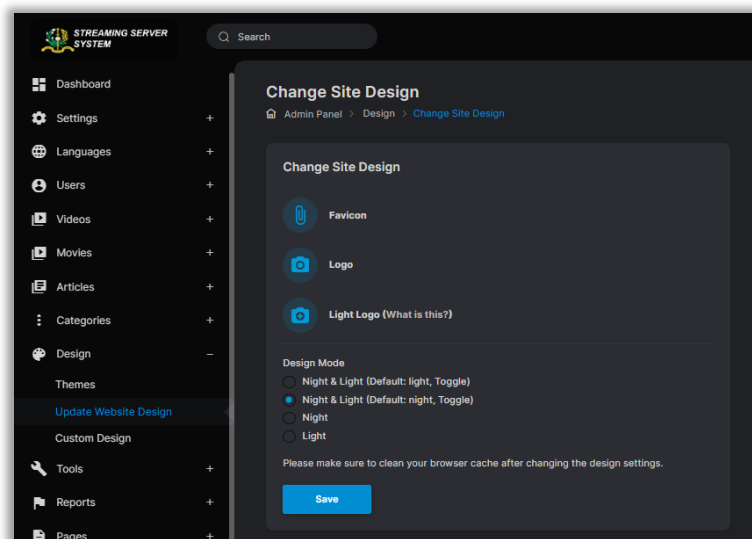 STREAMING SERVER
SYSTEM
Search
Dashboard
Settings +
Languages +
Users +
Videos +
Movies +
Articles +
Categories +
Design –
Themes
Update Website Design
Custom Design
Tools +
Reports +
Pages +
Change Site Design
Admin Panel > Design > Change Site Design
Change Site Design
Favicon
Logo
Light Logo (What is this?)
Design Mode
Night & Light (Default: light, Toggle)
Night & Light (Default: night, Toggle)
Night
Light
Please make sure to clean your browser cache after changing the design settings.
Save